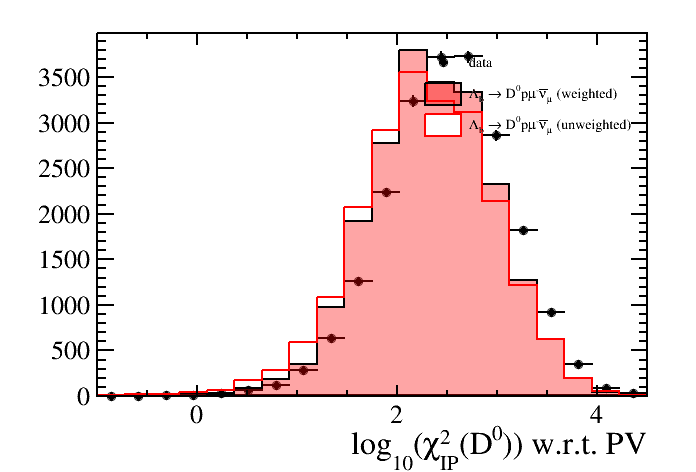 3500
3000
2500
2000
1500
1000
500
0
data
Λb → D⁰pμ ν̅μ (weighted)
Λb → D⁰pμ ν̅μ (unweighted)
0 2 4
log₁₀(χ²IP(D⁰)) w.r.t. PV